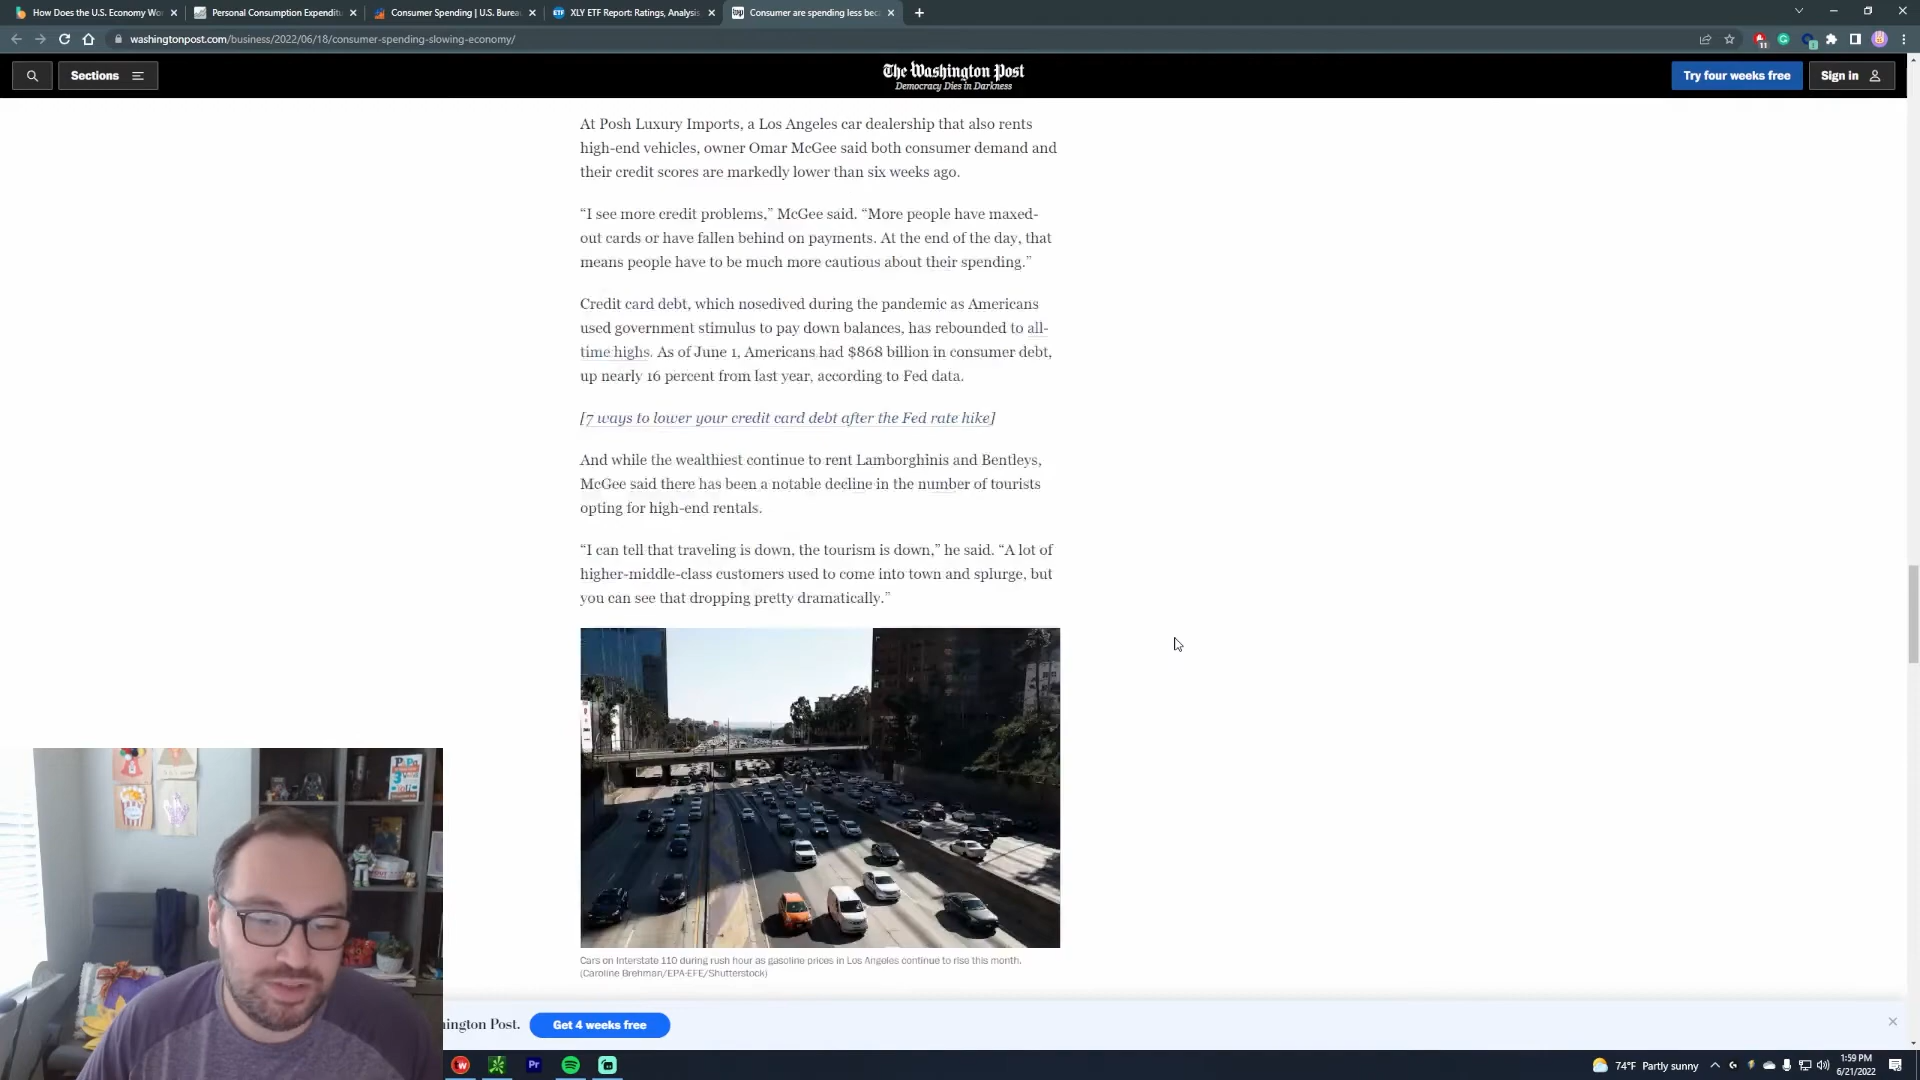 How Does the U.S. Economy Wo
Personal Consumption Expenditu
Consumer Spending | U.S. Burea
XLY ETF Report: Ratings, Analysis
Consumer are spending less beca
washingtonpost.com/business/2022/06/18/consumer-spending-slowing-economy/
Sections
The Washington Post
Democracy Dies in Darkness
Try four weeks free
Sign in
At Posh Luxury Imports, a Los Angeles car dealership that also rents
high-end vehicles, owner Omar McGee said both consumer demand and
their credit scores are markedly lower than six weeks ago.
“I see more credit problems,” McGee said. “More people have maxed-
out cards or have fallen behind on payments. At the end of the day, that
means people have to be much more cautious about their spending.”
Credit card debt, which nosedived during the pandemic as Americans
used government stimulus to pay down balances, has rebounded to all-
time highs. As of June 1, Americans had $868 billion in consumer debt,
up nearly 16 percent from last year, according to Fed data.
[7 ways to lower your credit card debt after the Fed rate hike]
And while the wealthiest continue to rent Lamborghinis and Bentleys,
McGee said there has been a notable decline in the number of tourists
opting for high-end rentals.
“I can tell that traveling is down, the tourism is down,” he said. “A lot of
higher-middle-class customers used to come into town and splurge, but
you can see that dropping pretty dramatically.”
Cars on Interstate 110 during rush hour as gasoline prices in Los Angeles continue to rise this month.
(Caroline Brehman/EPA-EFE/Shutterstock)
ington Post.
Get 4 weeks free
Pr
74°F Partly sunny
1:59 PM
6/21/2022